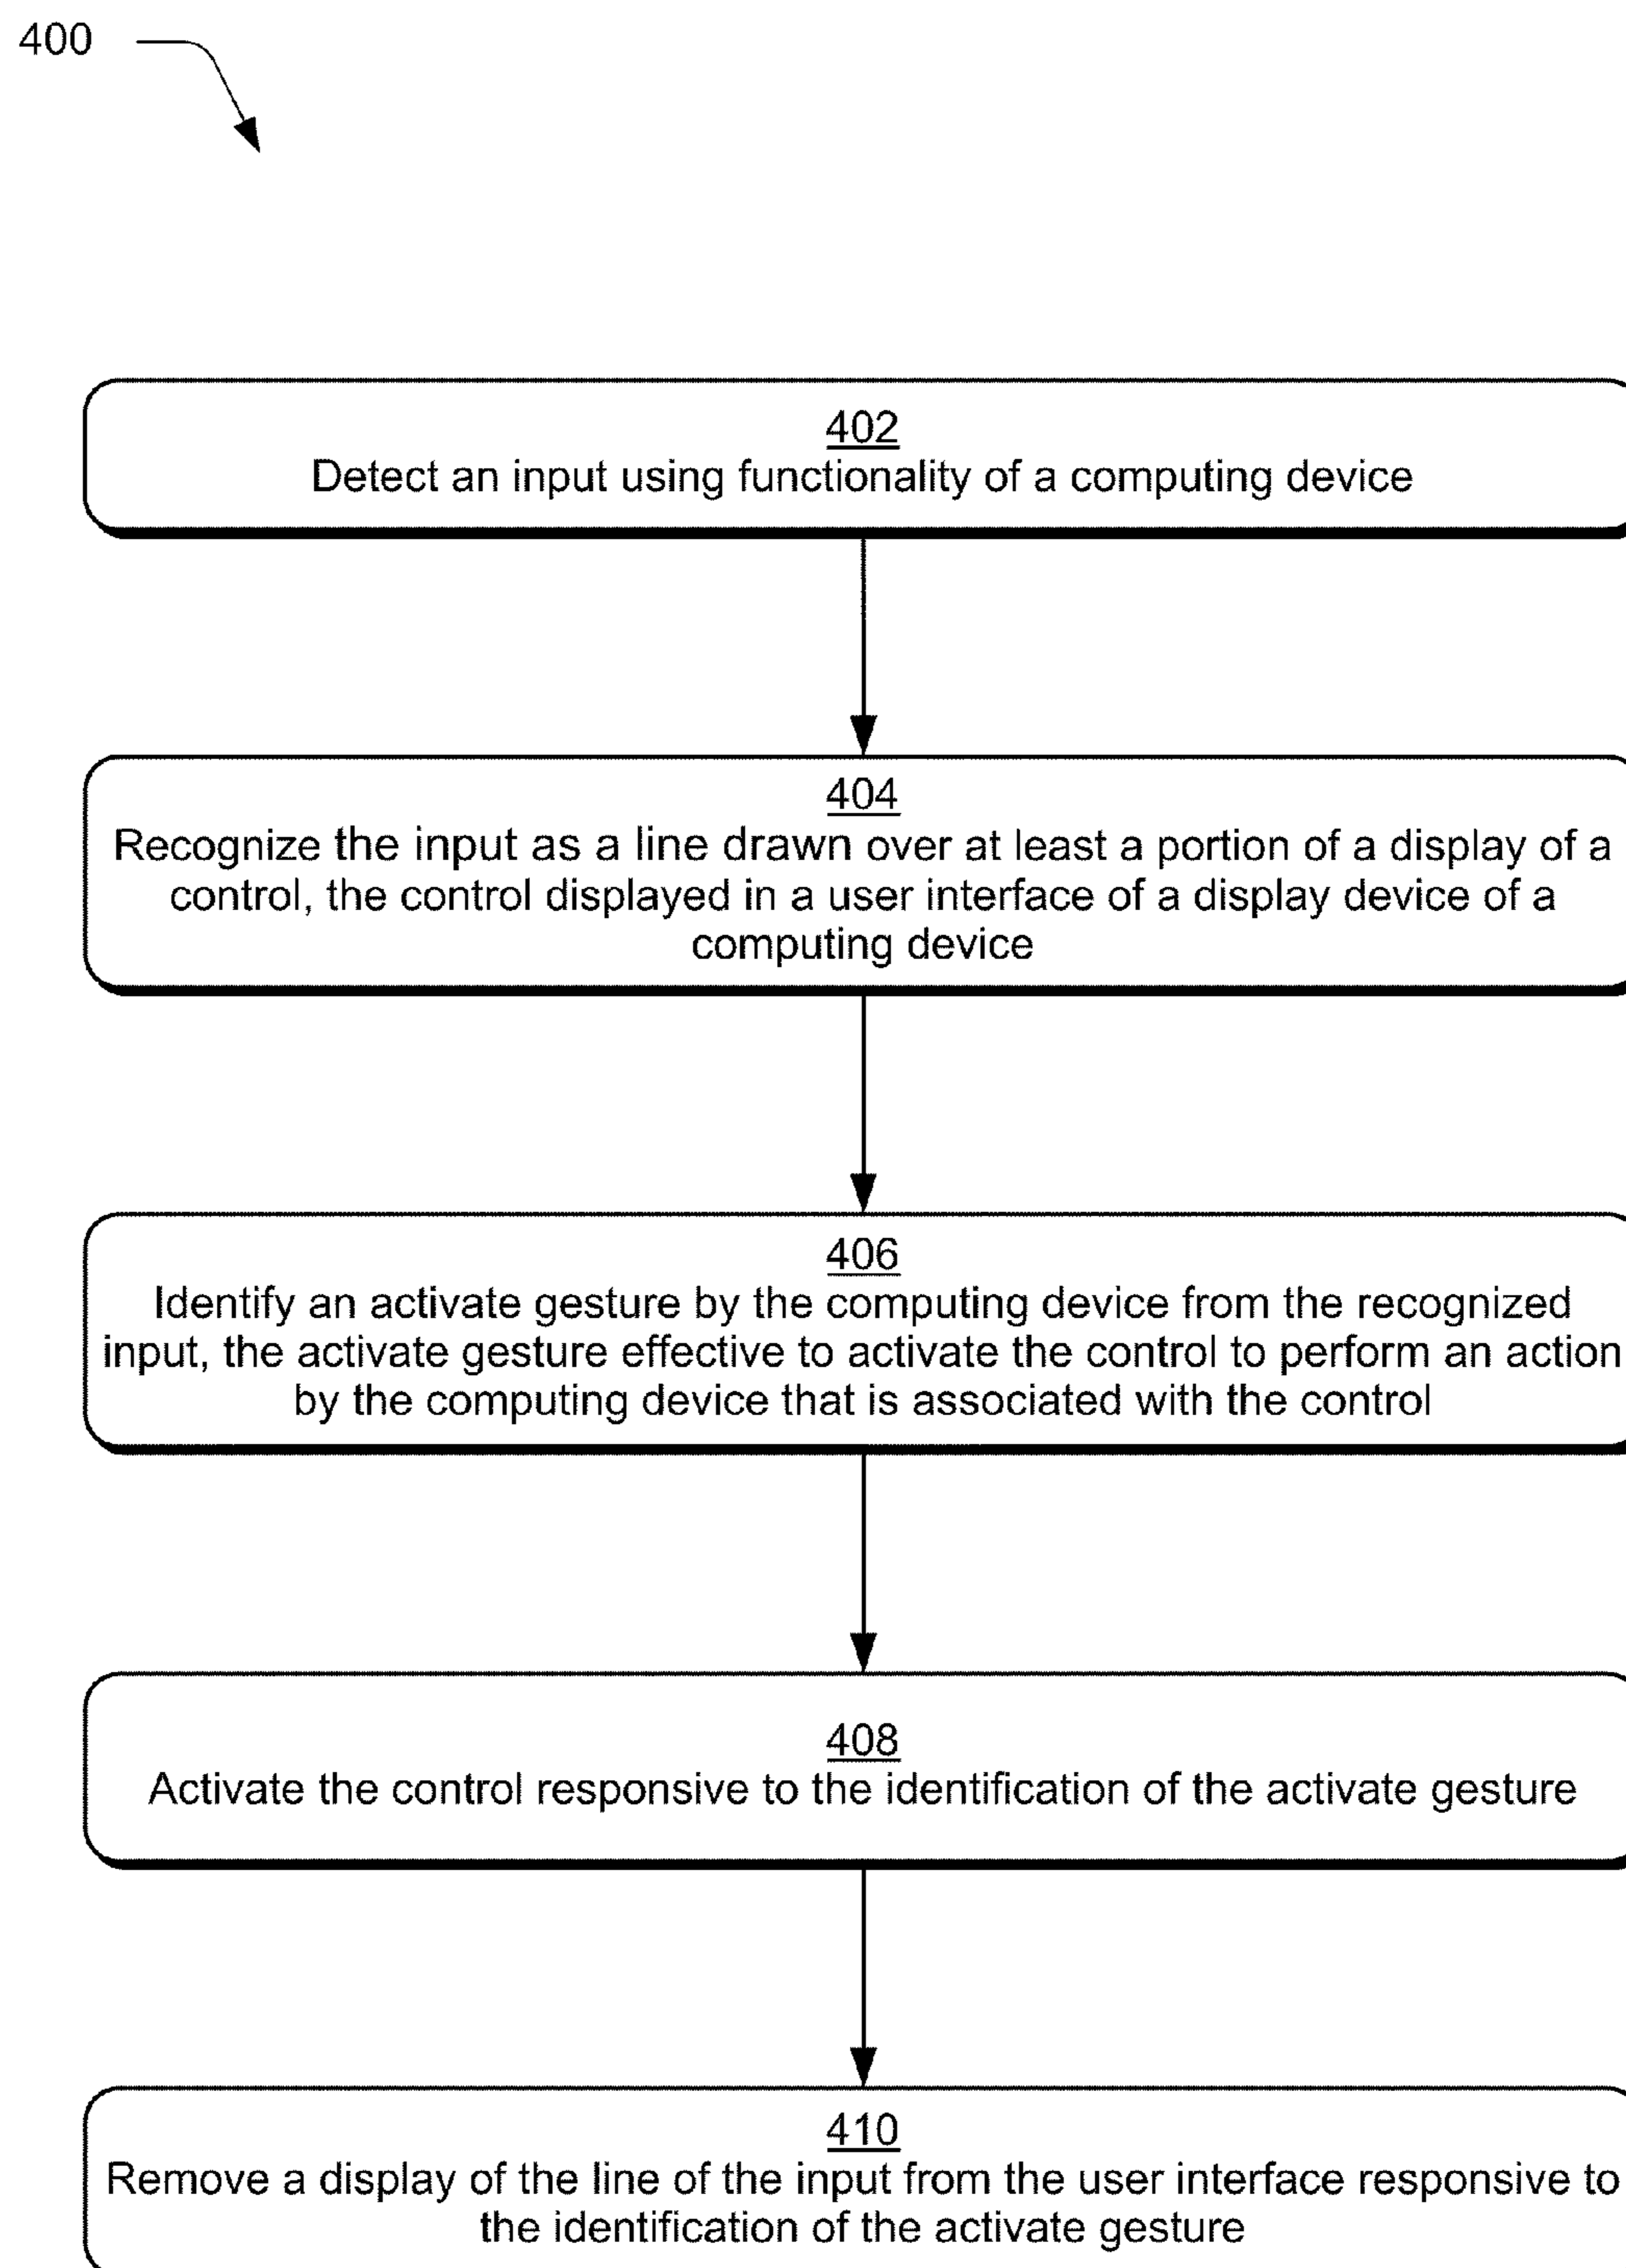 400
402
Detect an input using functionality of a computing device
404
Recognize the input as a line drawn over at least a portion of a display of a
control, the control displayed in a user interface of a display device of a
computing device
406
Identify an activate gesture by the computing device from the recognized
input, the activate gesture effective to activate the control to perform an action
by the computing device that is associated with the control
408
Activate the control responsive to the identification of the activate gesture
410
Remove a display of the line of the input from the user interface responsive to
the identification of the activate gesture